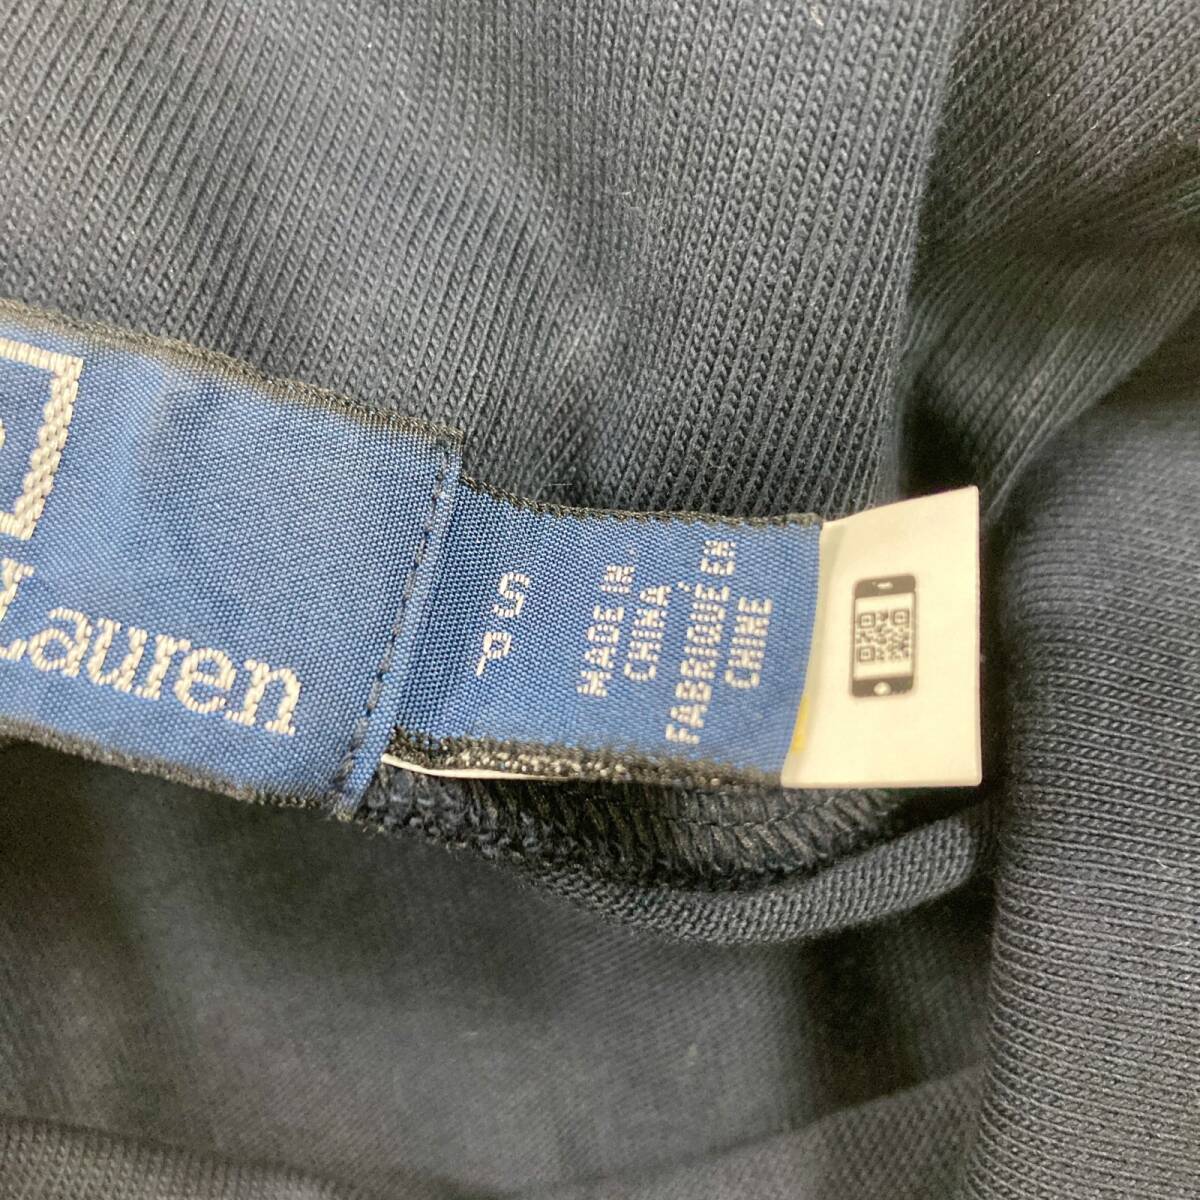 Lauren
S
P
MADE IN
CHINA
FABRIQUÉ EN
CHINE